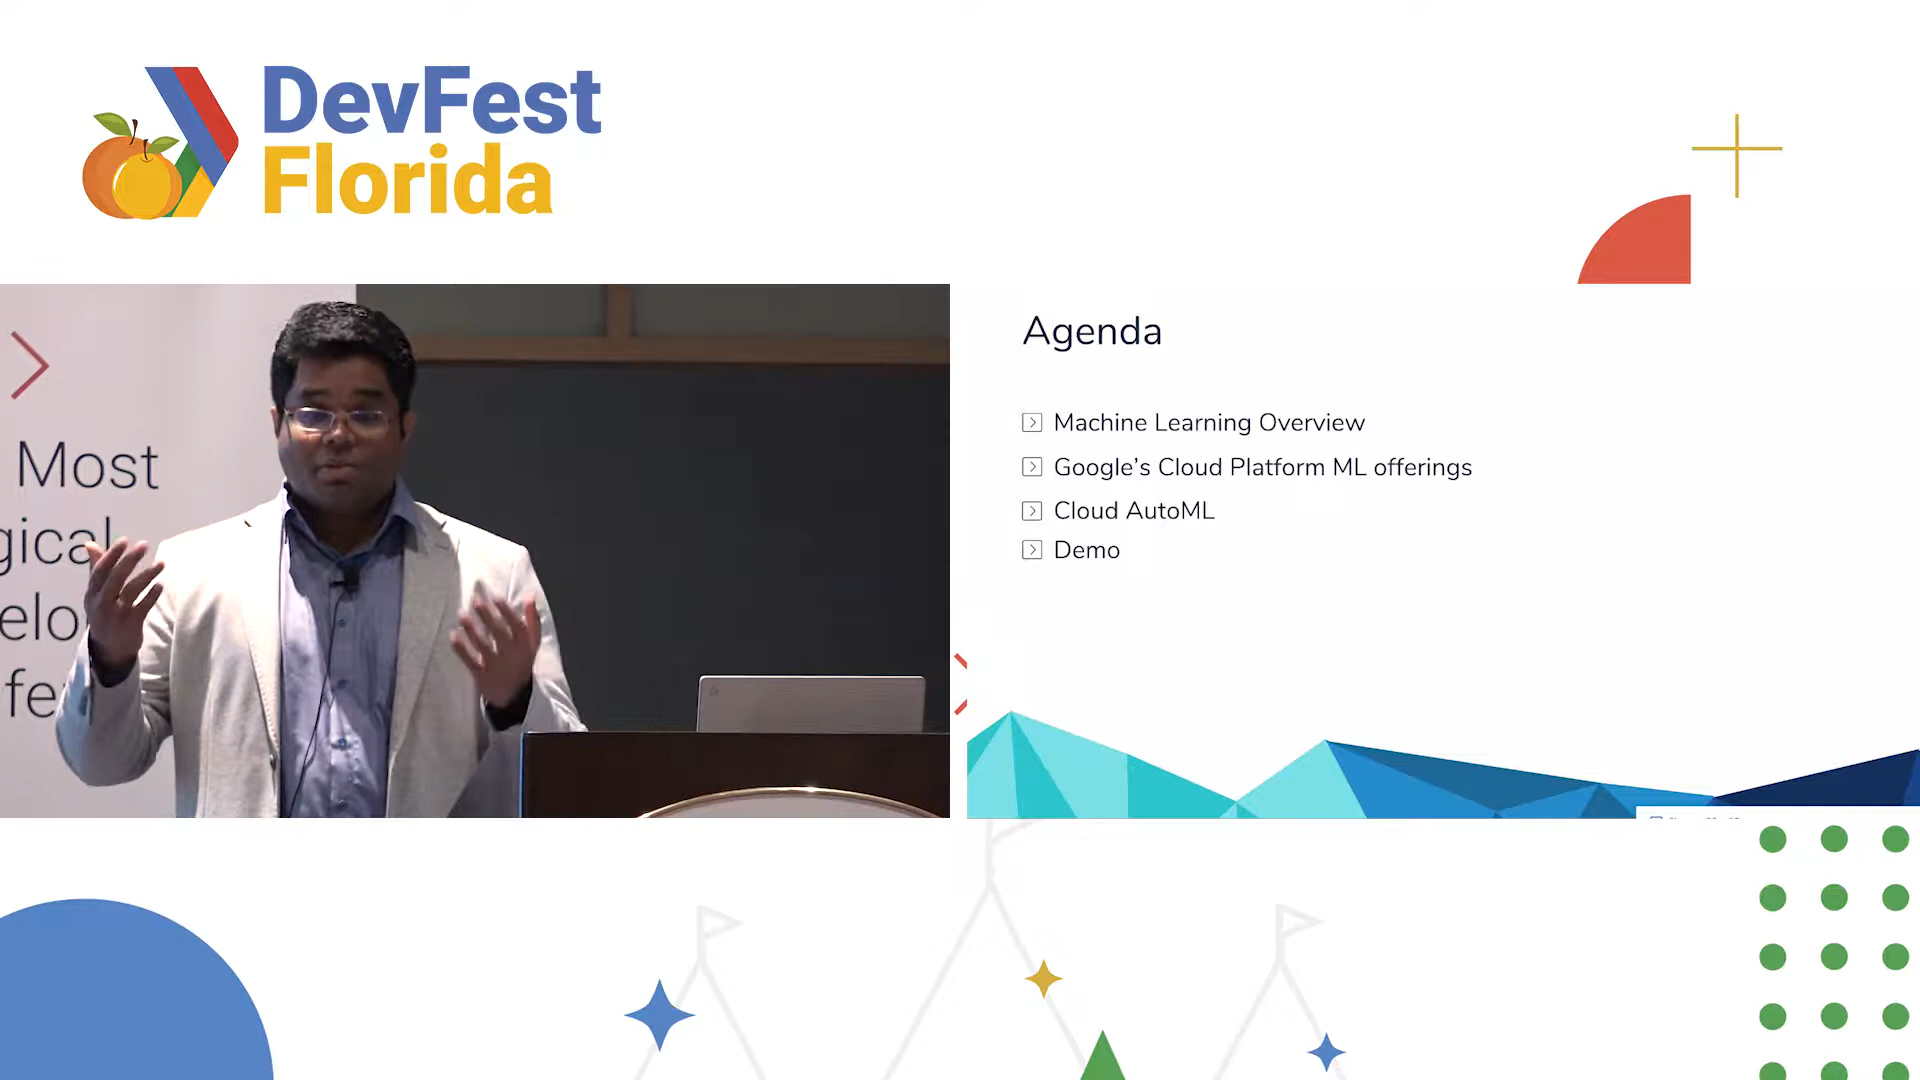 DevFest
Florida
Most
gical
elo
fe
Agenda
Machine Learning Overview
Google's Cloud Platform ML offerings
Cloud AutoML
Demo